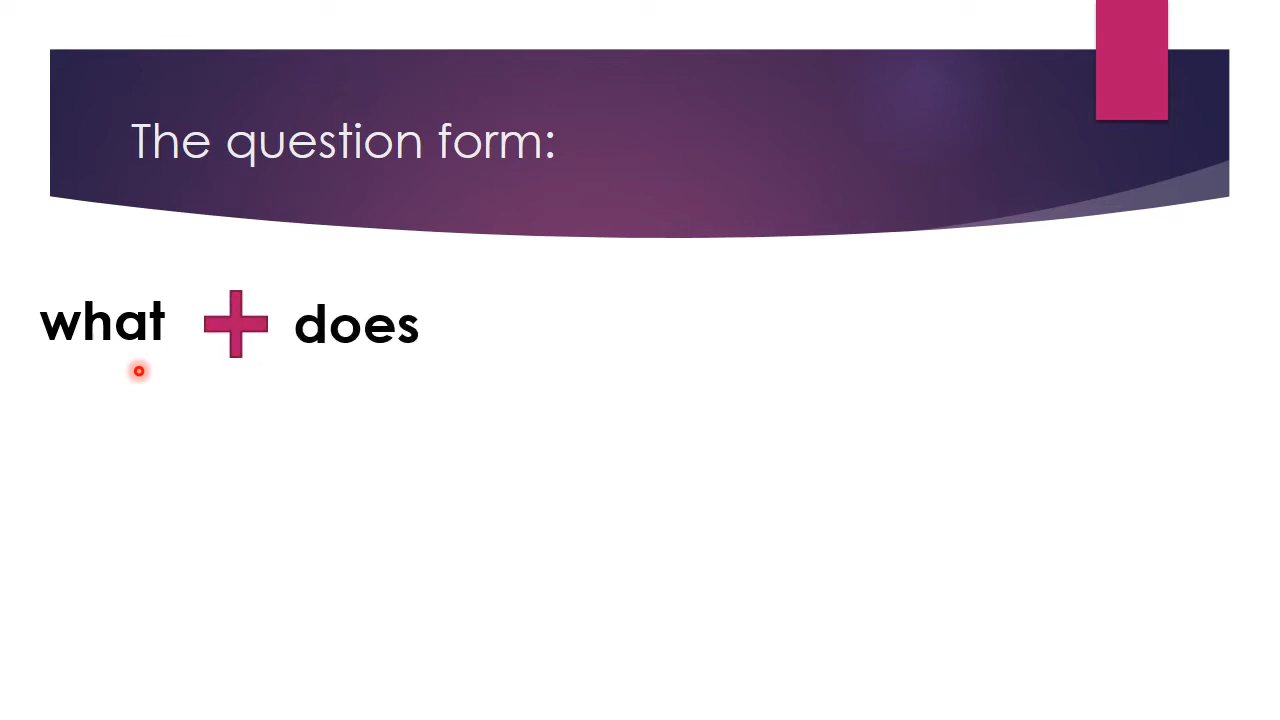 The question form:
what + does